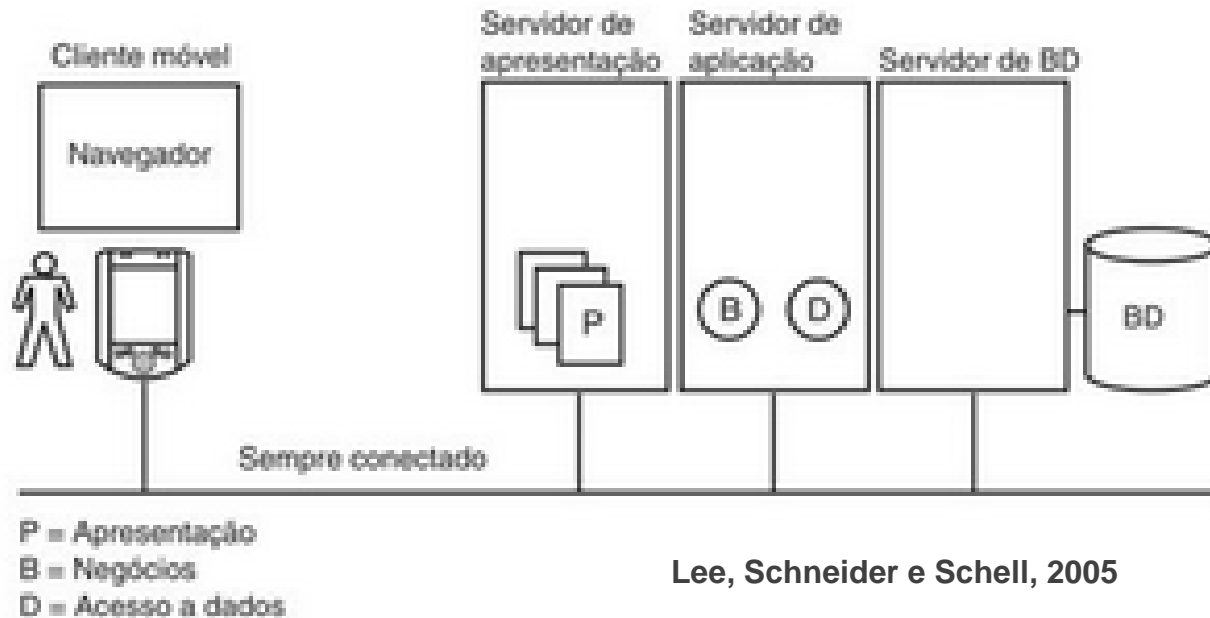 Cliente móvel
Navegador
Servidor de
apresentação
Servidor de
aplicação
Servidor de BD
P
B
D
BD
Sempre conectado
P = Apresentação
B = Negócios
D = Acesso a dados
Lee, Schneider e Schell, 2005